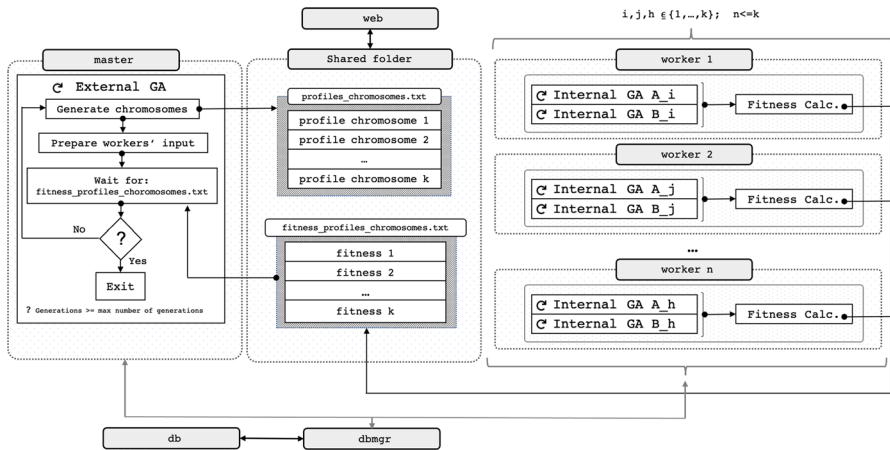 web
i,j,h ⊆{1,…,k};  n<=k
master
Shared folder
worker 1
External GA
Generate chromosomes
Prepare workers’ input
Wait for:
fitness_profiles_choromosomes.txt
No
?
Yes
Exit
? Generations >= max number of generations
profiles_chromosomes.txt
profile chromosome 1
profile chromosome 2
…
profile chromosome k
fitness_profiles_chromosomes.txt
fitness 1
fitness 2
…
fitness k
Internal GA A_i
Internal GA B_i
Fitness Calc.
worker 2
Internal GA A_j
Internal GA B_j
Fitness Calc.
…
worker n
Internal GA A_h
Internal GA B_h
Fitness Calc.
db
dbmgr